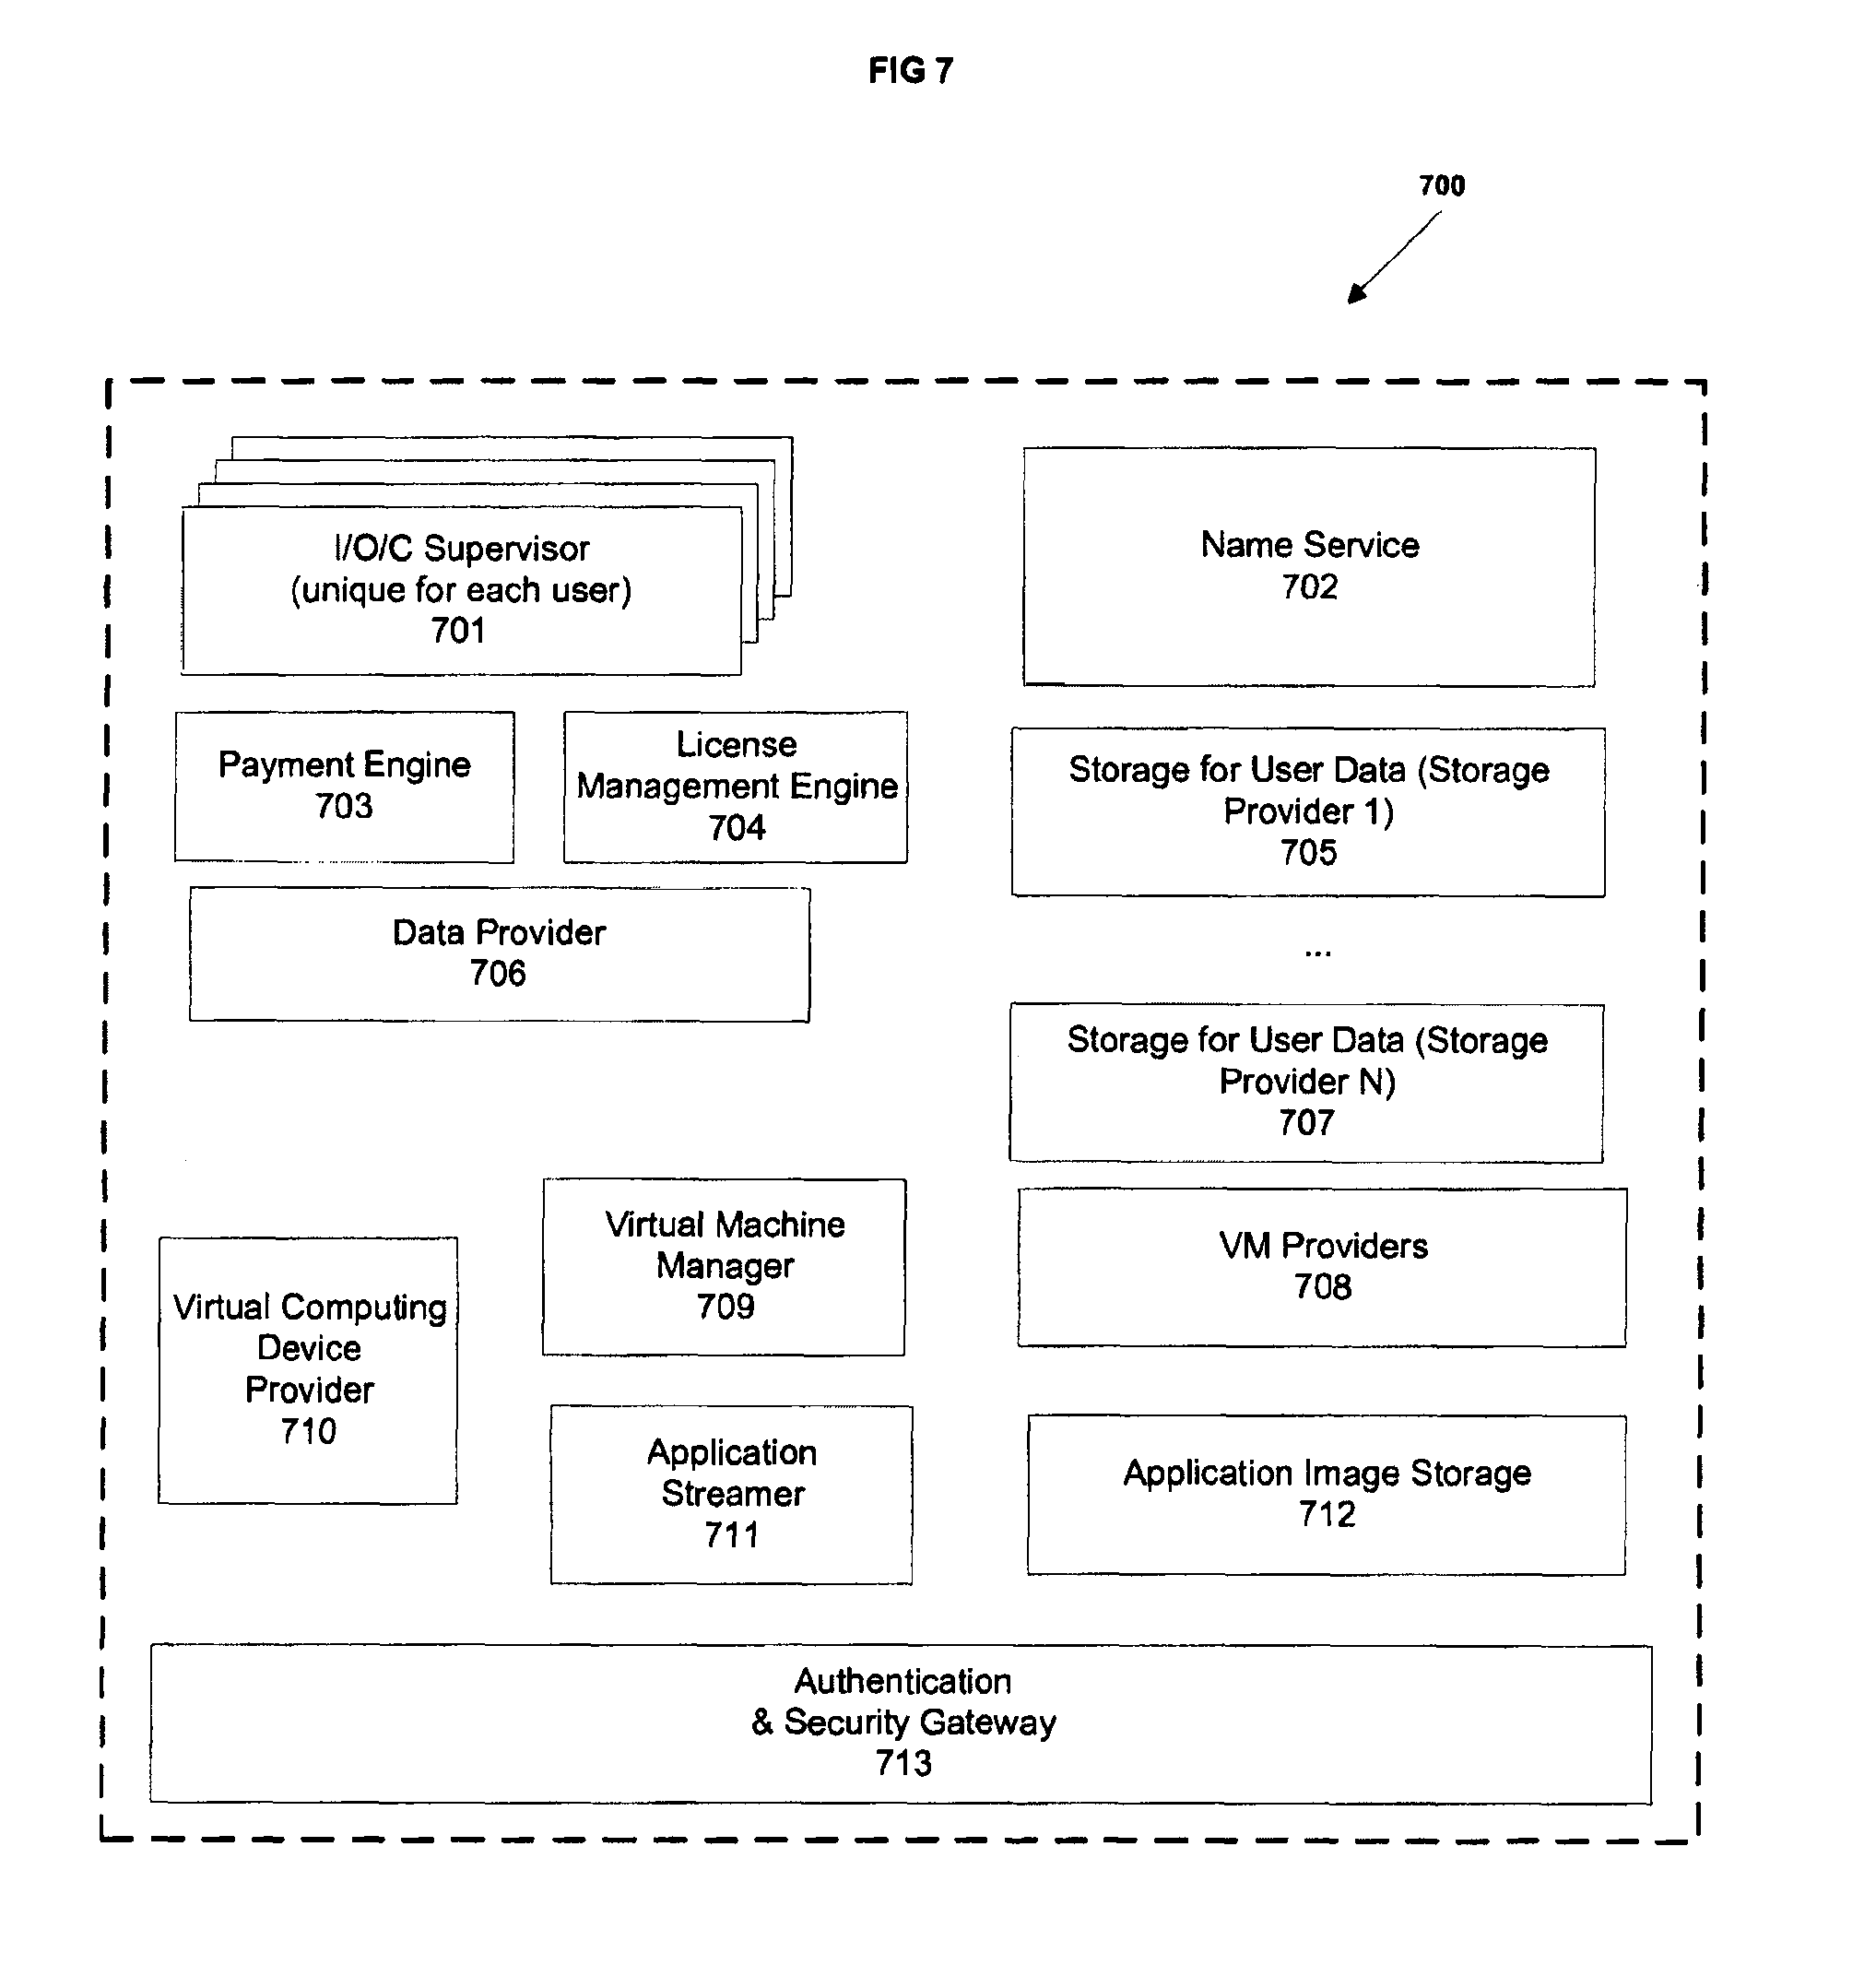 FIG 7
700
I/O/C Supervisor
(unique for each user)
701
Name Service
702
Payment Engine
703
License
Management Engine
704
Storage for User Data (Storage
Provider 1)
705
Data Provider
706
...
Storage for User Data (Storage
Provider N)
707
Virtual Machine
Manager
709
VM Providers
708
Virtual Computing
Device
Provider
710
Application
Streamer
711
Application Image Storage
712
Authentication
& Security Gateway
713